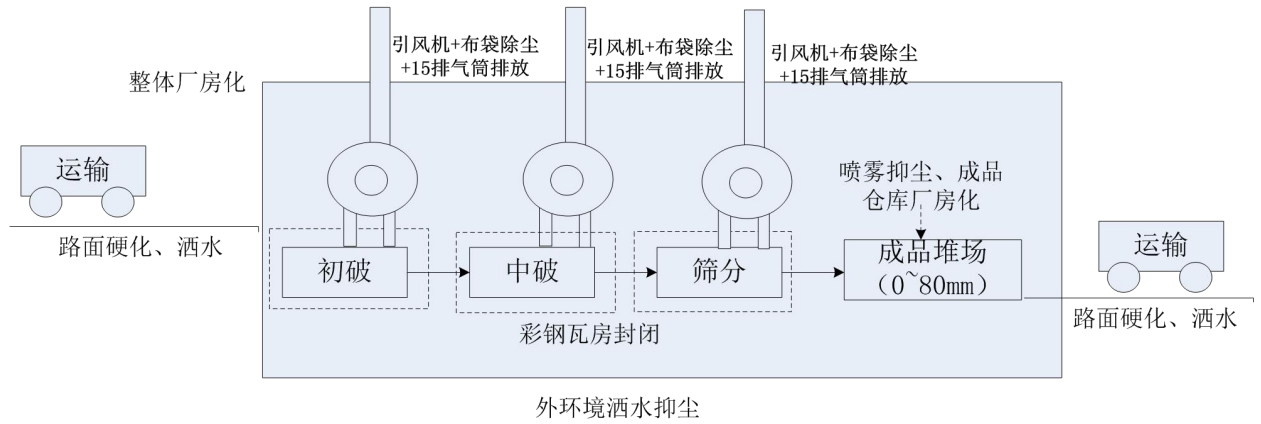 引风机+布袋除尘
+15排气筒排放
引风机+布袋除尘
+15排气筒排放
引风机+布袋除尘
+15排气筒排放
整体厂房化
运输
路面硬化、洒水
喷雾抑尘、成品
仓库厂房化
初破
中破
筛分
成品堆场
（0~80mm）
运输
路面硬化、洒水
彩钢瓦房封闭
外环境洒水抑尘